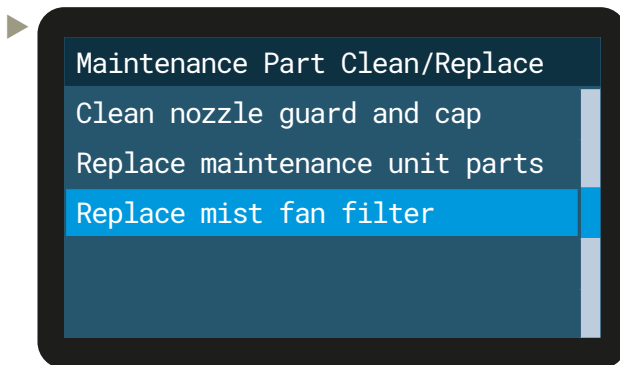 Maintenance Part Clean/Replace
Clean nozzle guard and cap
Replace maintenance unit parts
Replace mist fan filter